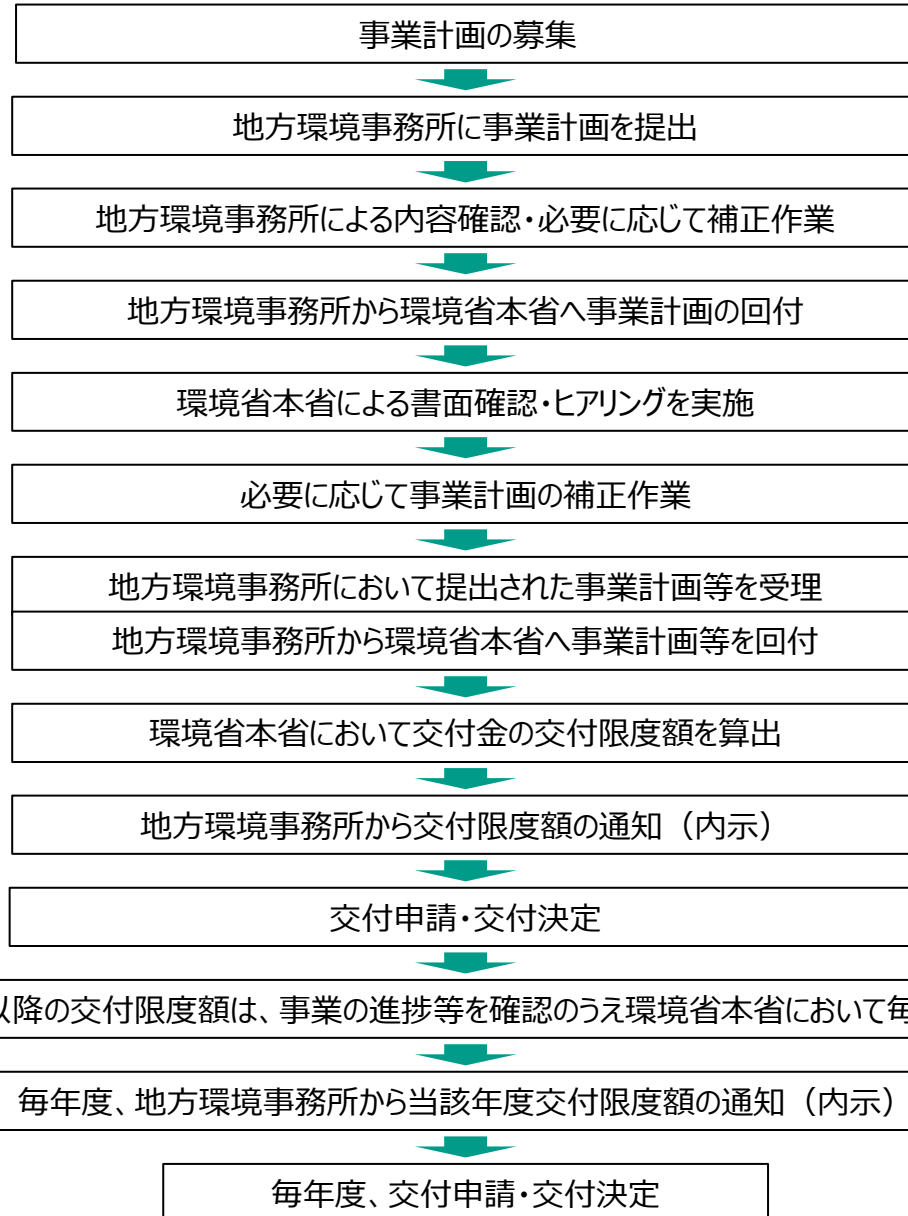 事業計画の募集
地方環境事務所に事業計画を提出
地方環境事務所による内容確認・必要に応じて補正作業
地方環境事務所から環境省本省へ事業計画の回付
環境省本省による書面確認・ヒアリングを実施
必要に応じて事業計画の補正作業
地方環境事務所において提出された事業計画等を受理
地方環境事務所から環境省本省へ事業計画等を回付
環境省本省において交付金の交付限度額を算出
地方環境事務所から交付限度額の通知（内示）
交付申請・交付決定
以降の交付限度額は、事業の進捗等を確認のうえ環境省本省において毎
毎年度、地方環境事務所から当該年度交付限度額の通知（内示）
毎年度、交付申請・交付決定